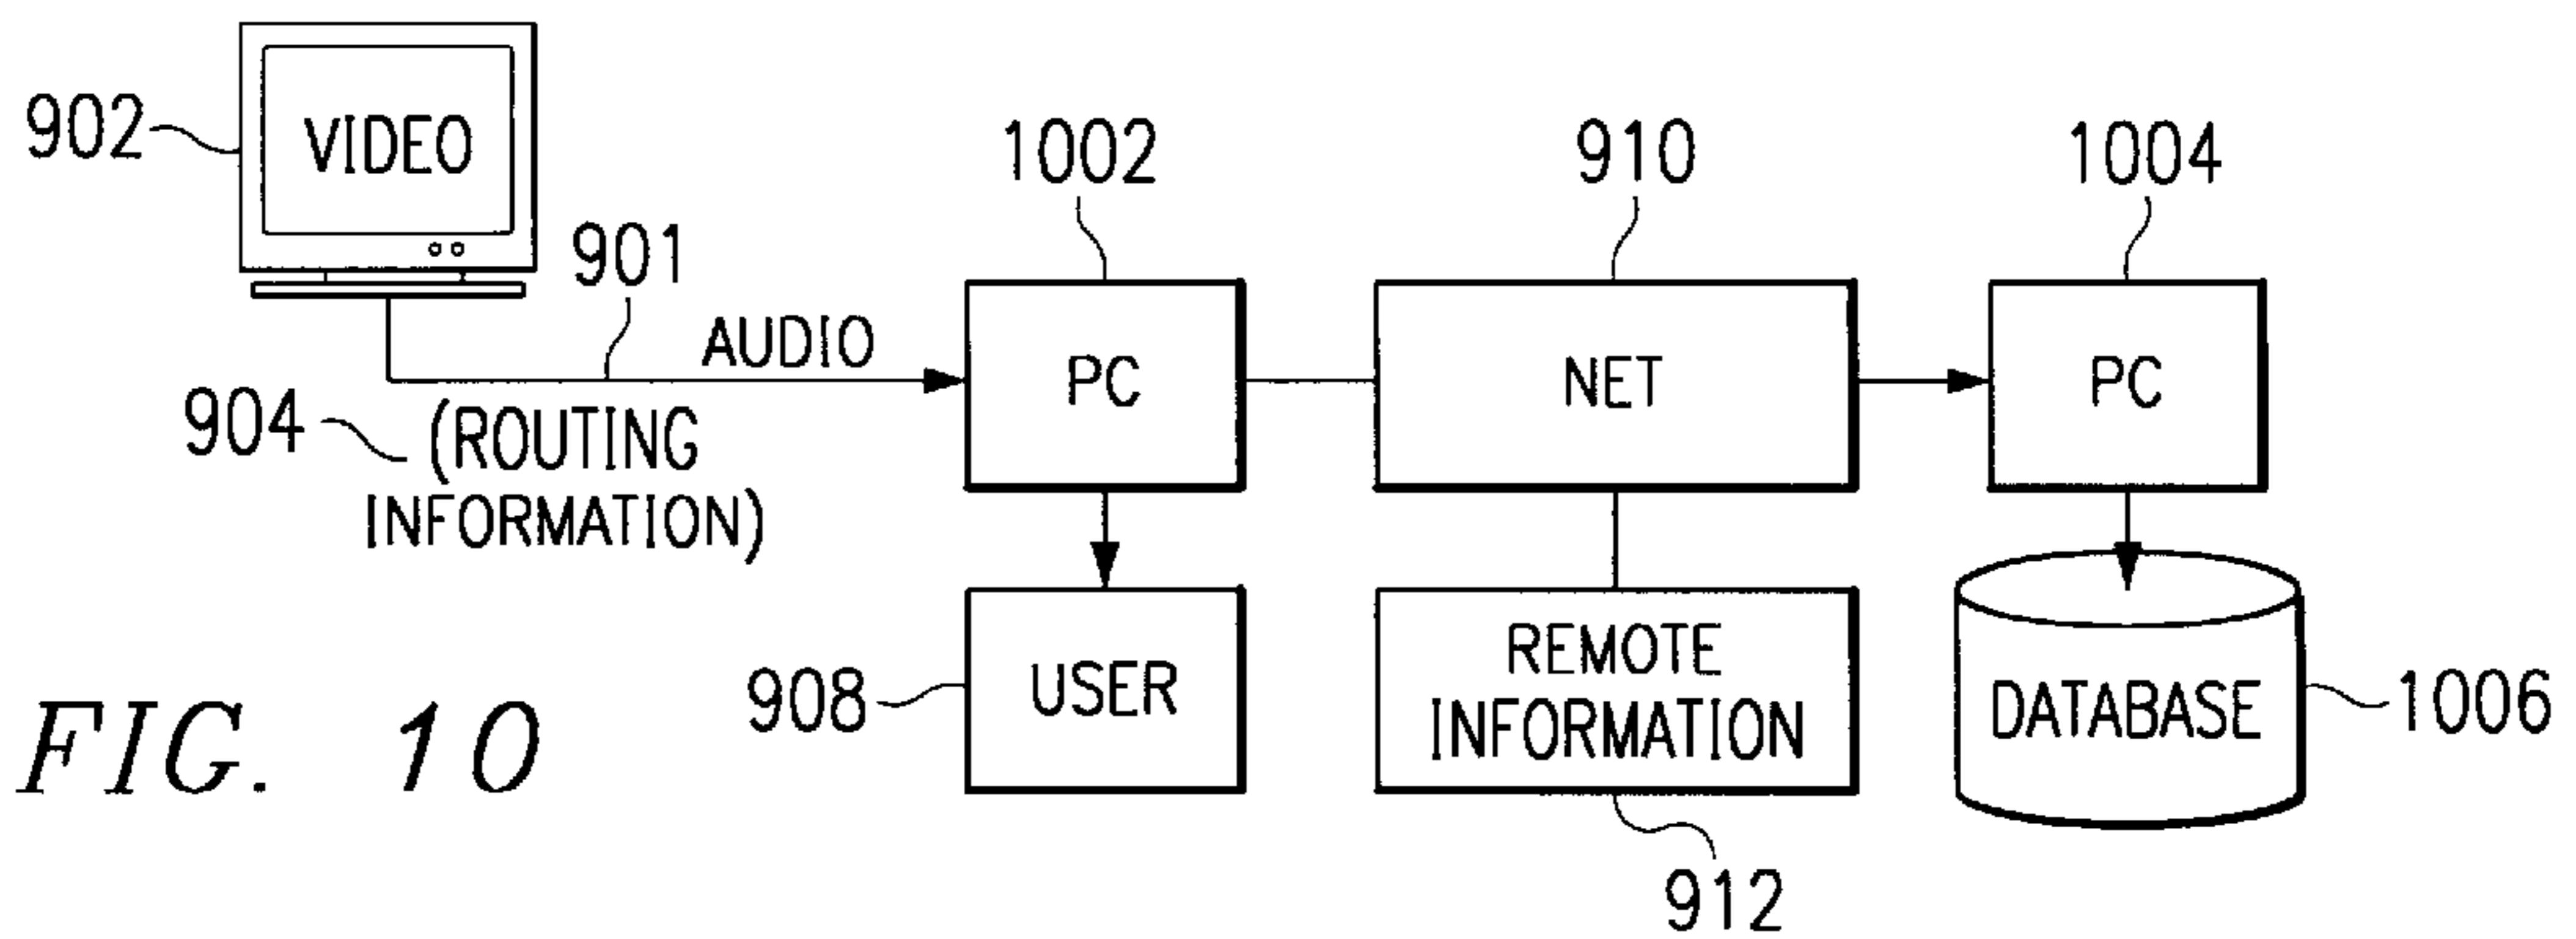 902
VIDEO
901
AUDIO
904
(ROUTING
INFORMATION)
1002
PC
910
NET
1004
PC
908
USER
REMOTE
INFORMATION
912
DATABASE
1006
FIG. 10